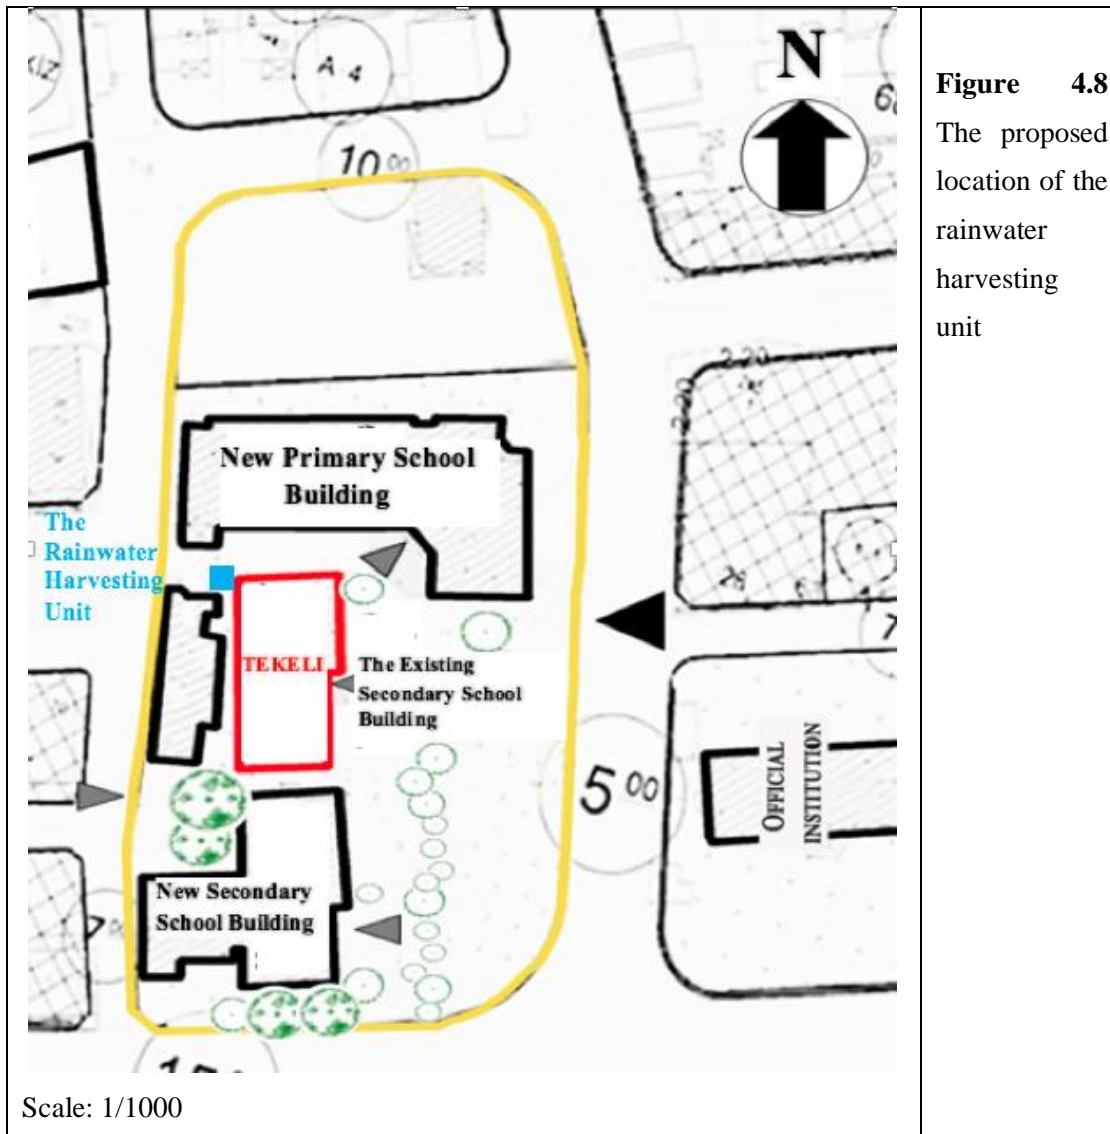 N
A-4
10 00
Figure 4.8
The proposed
location of the
rainwater
harvesting
unit
2.20
New Primary School
Building
The
Rainwater
Harvesting
Unit
TEKELI
The Existing
Secondary School
Building
5 00
OFFICIAL
INSTITUTION
New Secondary
School Building
Scale: 1/1000